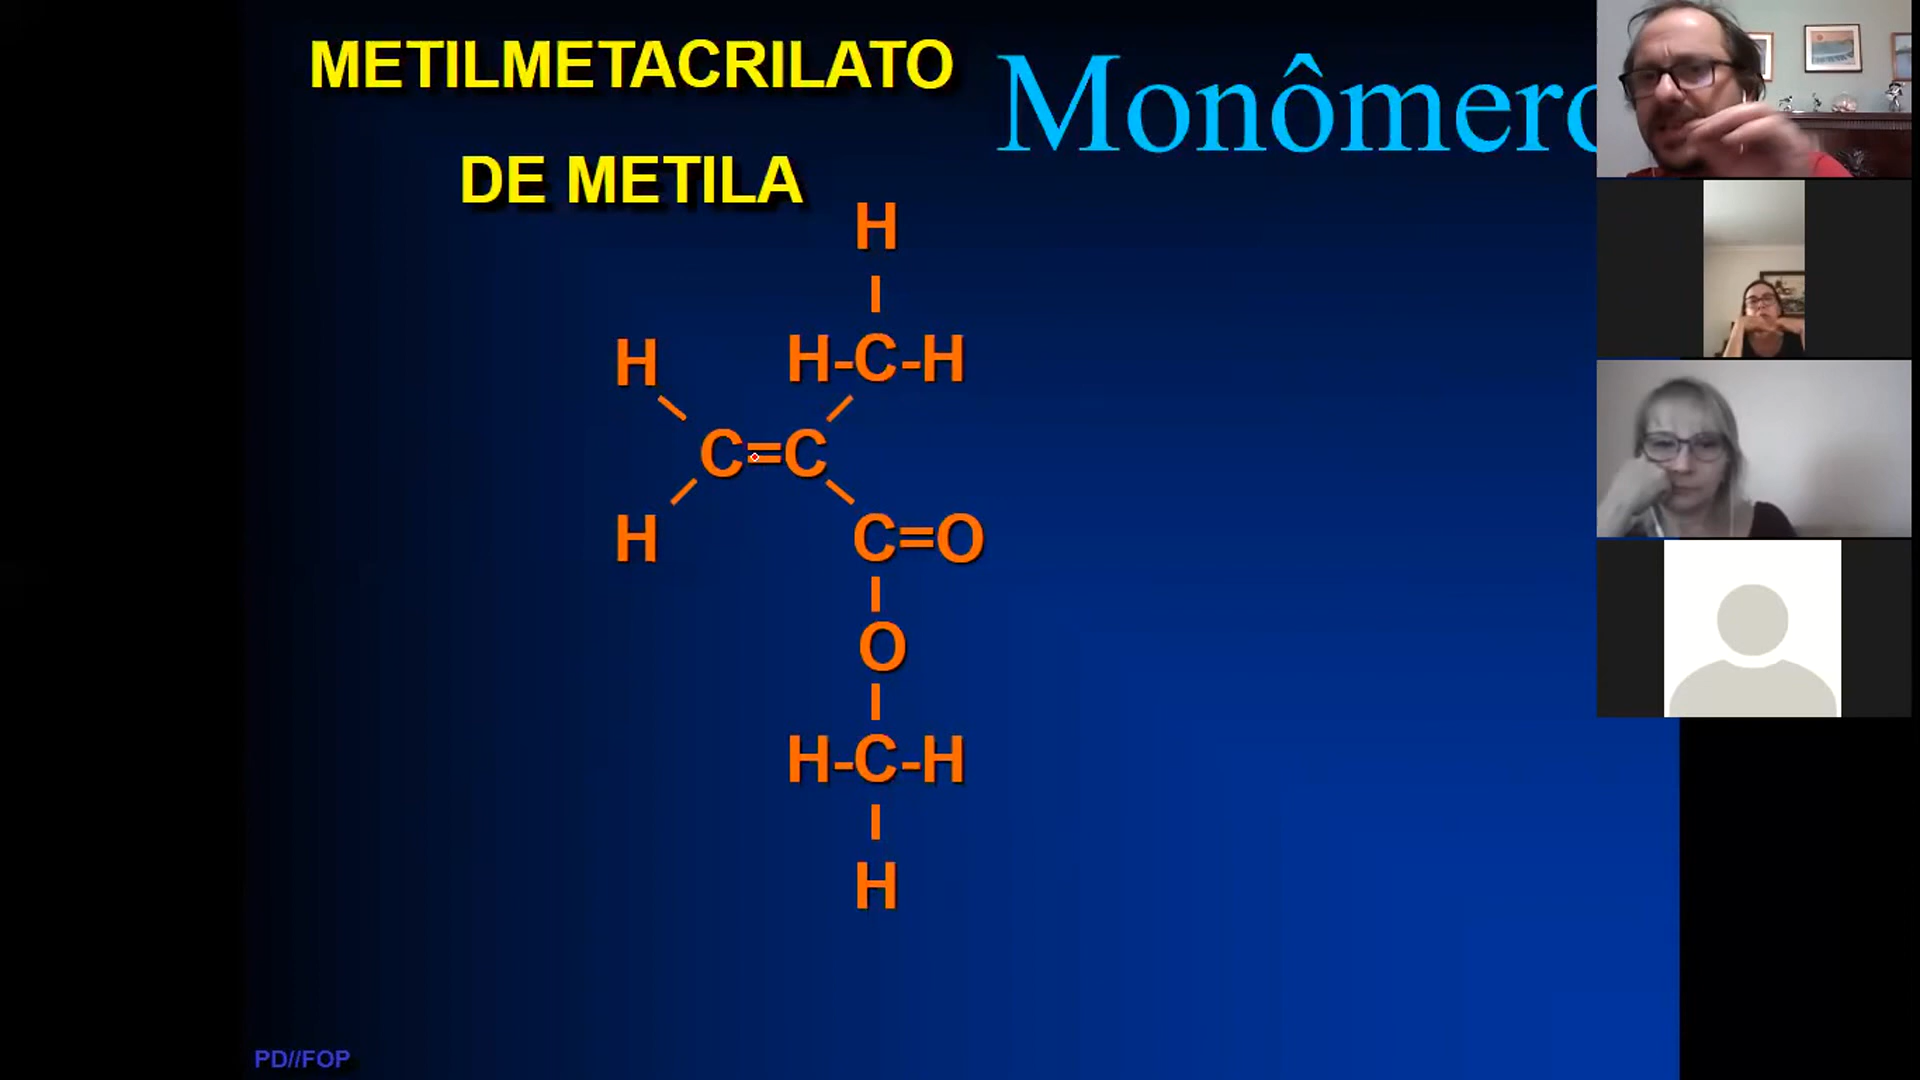 METILMETACRILATO
DE METILA
Monômero
H
H
H-C-H
C=C
H
C=O
O
H-C-H
H
PD//FOP